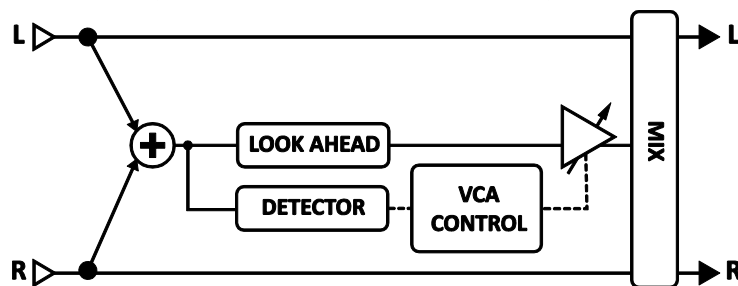 L
L
LOOK AHEAD
MIX
DETECTOR
VCA
CONTROL
R
R